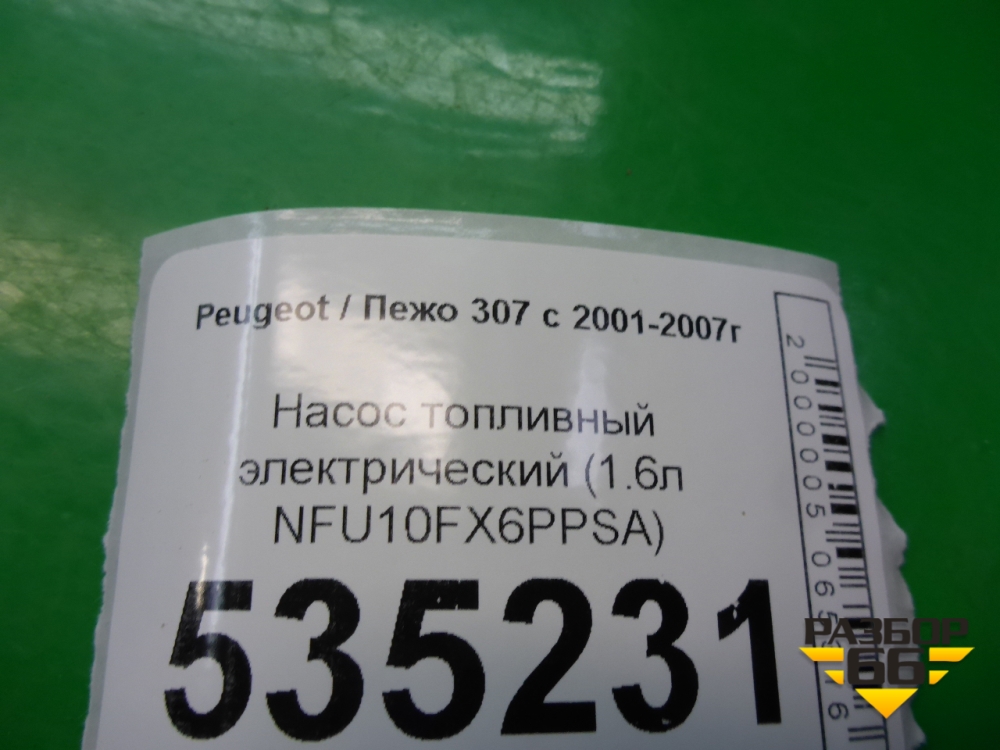 Peugeot / Пежо 307 с 2001-2007г
Насос топливный
электрический (1.6л
NFU10FX6PPSA)
535231
РАЗБОР
66